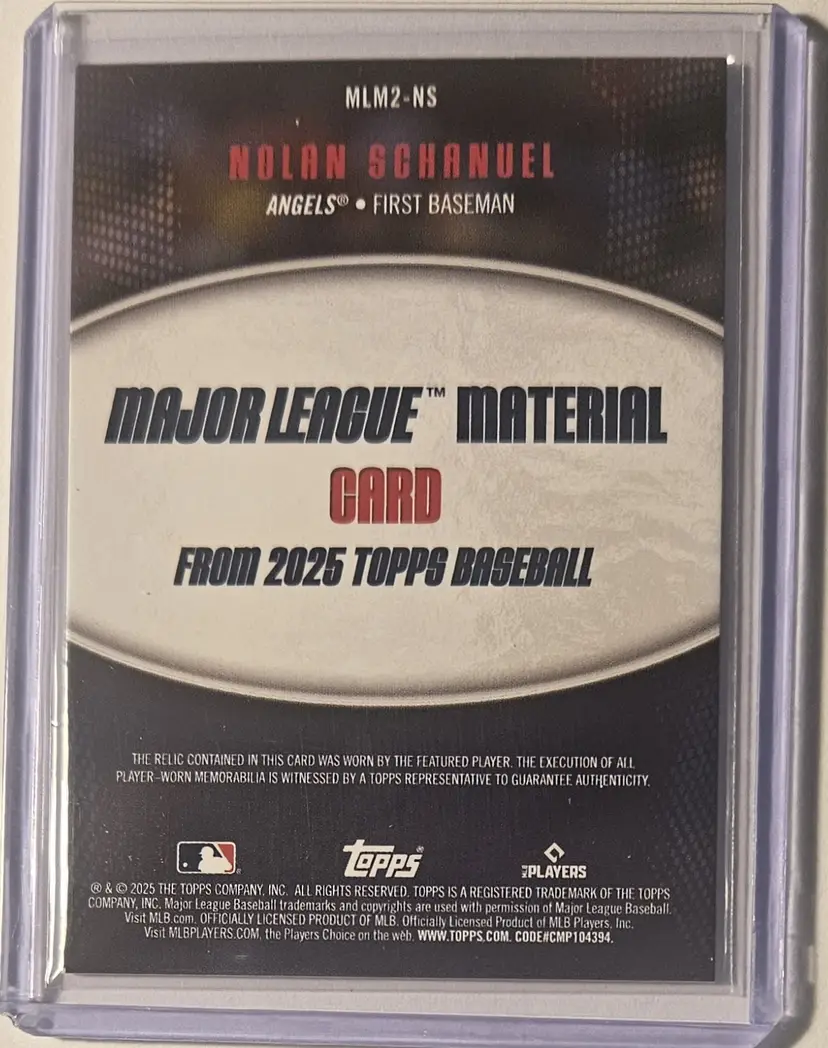 MLM2-NS
NOLAN SCHANUEL
ANGELS® • FIRST BASEMAN
MAJOR LEAGUE™ MATERIAL
CARD
FROM 2025 TOPPS BASEBALL
THE RELIC CONTAINED IN THIS CARD WAS WORN BY THE FEATURED PLAYER. THE EXECUTION OF ALL
PLAYER-WORN MEMORABILIA IS WITNESSED BY A TOPPS REPRESENTATIVE TO GUARANTEE AUTHENTICITY.
® Topps® MLB PLAYERS
® & © 2025 THE TOPPS COMPANY, INC. ALL RIGHTS RESERVED. TOPPS IS A REGISTERED TRADEMARK OF THE TOPPS
COMPANY, INC. Major League Baseball trademarks and copyrights are used with permission of Major League Baseball.
Visit MLB.com. OFFICIALLY LICENSED PRODUCT OF MLB. Officially Licensed Product of MLB Players, Inc.
Visit MLBPLAYERS.COM, the Players Choice on the web. WWW.TOPPS.COM. CODE#CMP104394.